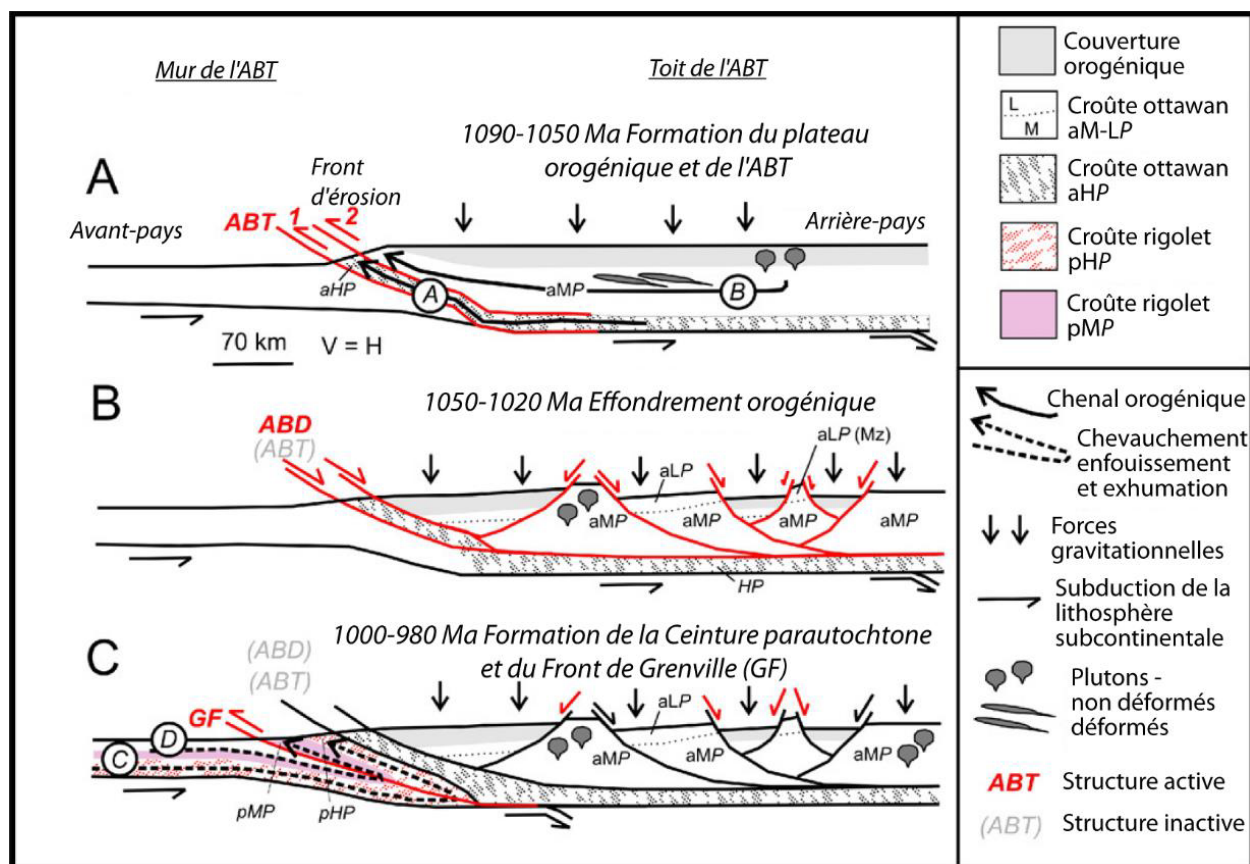 Mur de l'ABT
Toit de l'ABT
A
1090-1050 Ma Formation du plateau
orogénique et de l'ABT
Front
d'érosion
ABT 1 2
Avant-pays
Arrière-pays
aHP
A
aMP
B
70 km
V = H
B
1050-1020 Ma Effondrement orogénique
ABD
(ABT)
aLP (Mz)
aLP
aMP
aMP
aMP
aMP
HP
C
1000-980 Ma Formation de la Ceinture parautochtone
et du Front de Grenville (GF)
(ABD)
(ABT)
GF
D
C
aLP
aMP
aMP
aMP
pMP
pHP
Couverture
orogénique
L
M
Croûte ottawan
aM-LP
Croûte ottawan
aHP
Croûte rigolet
pHP
Croûte rigolet
pMP
Chenal orogénique
Chevauchement
enfouissement
et exhumation
Forces
gravitationnelles
Subduction de la
lithosphère
subcontinentale
Plutons -
non déformés
déformés
ABT Structure active
(ABT) Structure inactive